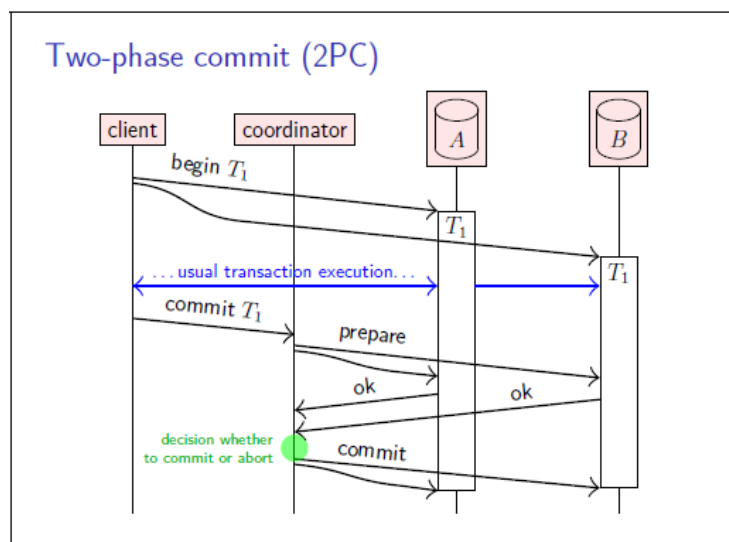 Two-phase commit (2PC)
client
coordinator
A
B
begin T1
T1
T1
...usual transaction execution...
commit T1
prepare
ok
ok
decision whether
to commit or abort
commit